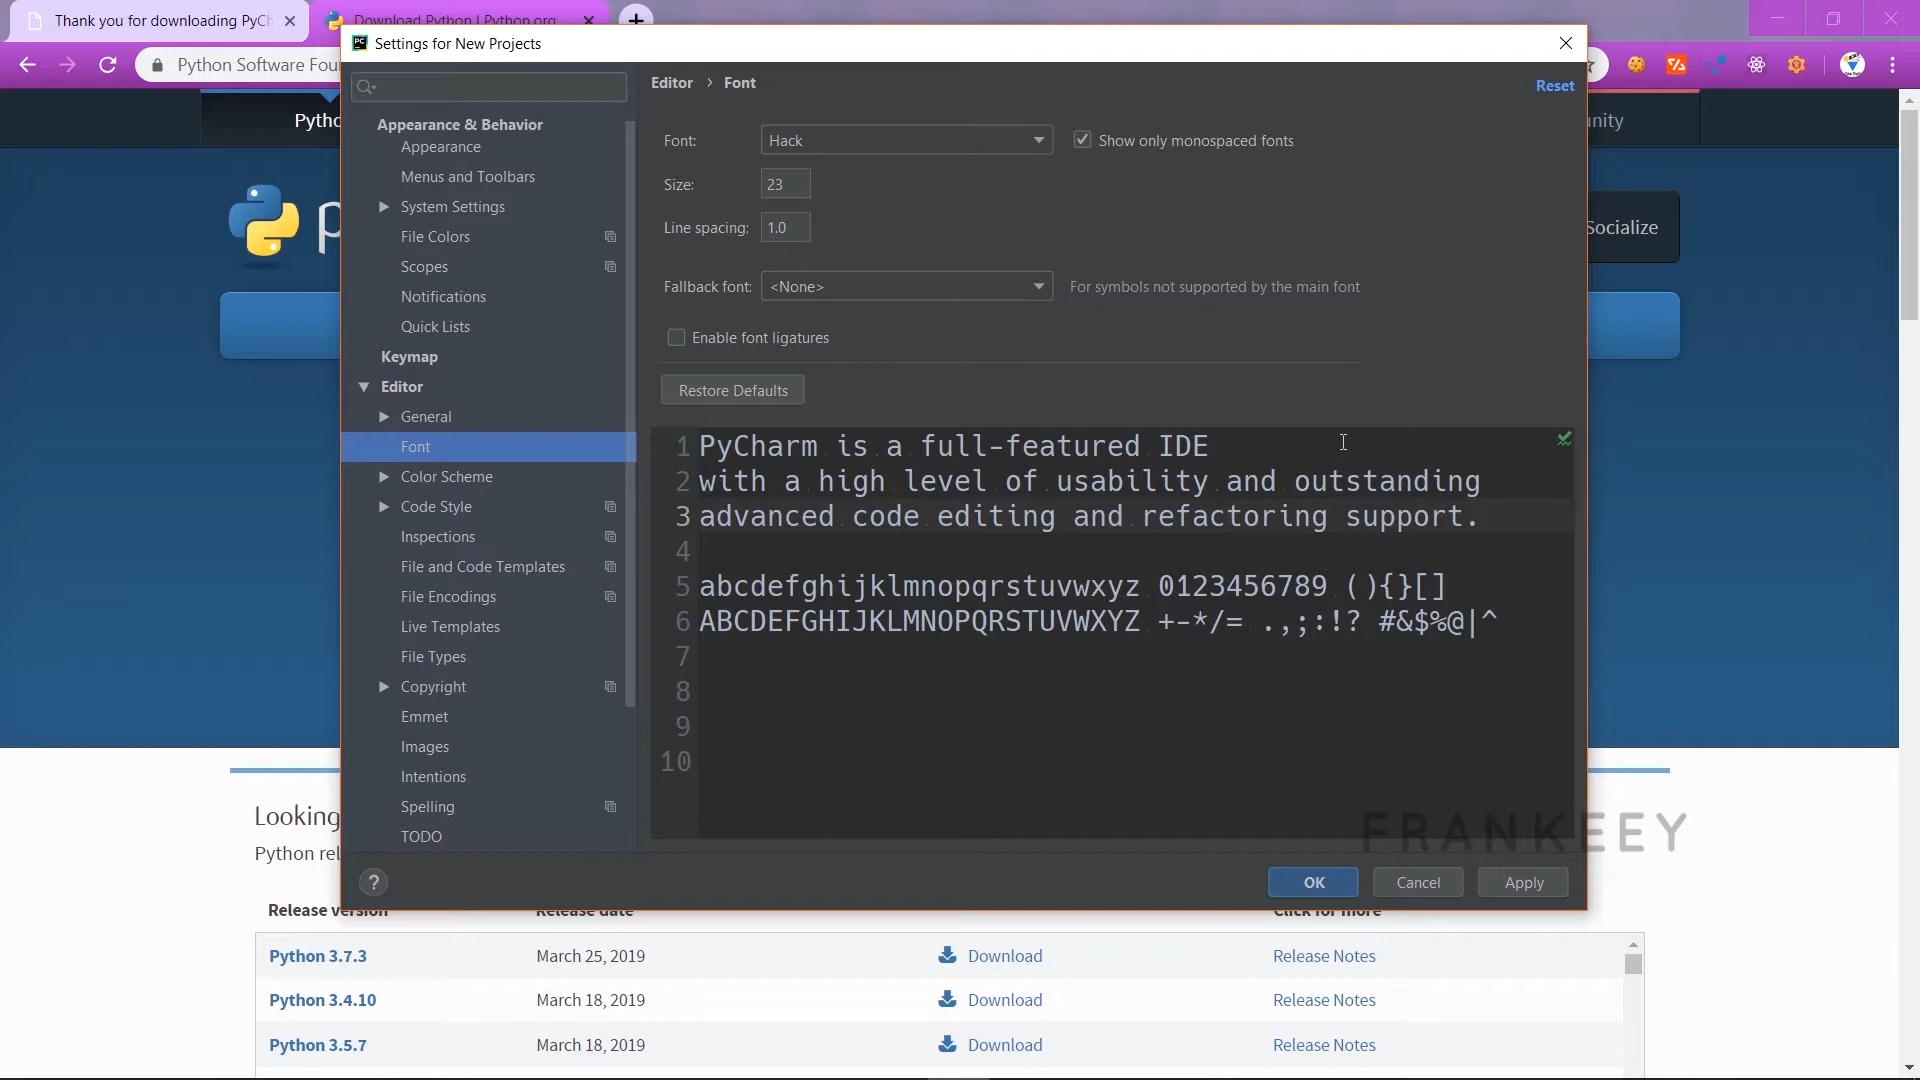 Thank you for downloading PyCh
Download Python | Python.org
Settings for New Projects
Python Software Fou
Editor › Font
Reset
Appearance & Behavior
Appearance
Menus and Toolbars
System Settings
File Colors
Scopes
Notifications
Quick Lists
Keymap
Editor
General
Font
Color Scheme
Code Style
Inspections
File and Code Templates
File Encodings
Live Templates
File Types
Copyright
Emmet
Images
Intentions
Spelling
TODO
Font: Hack Show only monospaced fonts
Size: 23
Line spacing: 1.0
Fallback font: <None> For symbols not supported by the main font
Enable font ligatures
Restore Defaults
1 PyCharm is a full-featured IDE
2 with a high level of usability and outstanding
3 advanced code editing and refactoring support.
4
5 abcdefghijklmnopqrstuvwxyz 0123456789 (){}[]
6 ABCDEFGHIJKLMNOPQRSTUVWXYZ +-*/= .,;:!? #&$%@|^
7
8
9
10
? OK Cancel Apply
Pytho
unity
p
Socialize
FRANKEEY
Looking
Python rel
Release version Release date Click for more
Python 3.7.3 March 25, 2019 Download Release Notes
Python 3.4.10 March 18, 2019 Download Release Notes
Python 3.5.7 March 18, 2019 Download Release Notes